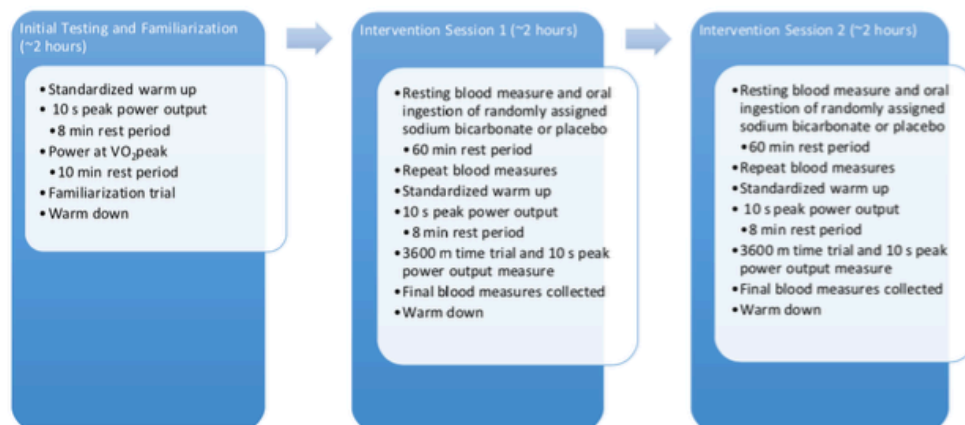 Initial Testing and Familiarization
(~2 hours)
• Standardized warm up
• 10 s peak power output
• 8 min rest period
• Power at VO₂peak
• 10 min rest period
• Familiarization trial
• Warm down
Intervention Session 1 (~2 hours)
• Resting blood measure and oral
ingestion of randomly assigned
sodium bicarbonate or placebo
• 60 min rest period
• Repeat blood measures
• Standardized warm up
• 10 s peak power output
• 8 min rest period
• 3600 m time trial and 10 s peak
power output measure
• Final blood measures collected
• Warm down
Intervention Session 2 (~2 hours)
• Resting blood measure and oral
ingestion of randomly assigned
sodium bicarbonate or placebo
• 60 min rest period
• Repeat blood measures
• Standardized warm up
• 10 s peak power output
• 8 min rest period
• 3600 m time trial and 10 s peak
power output measure
• Final blood measures collected
• Warm down